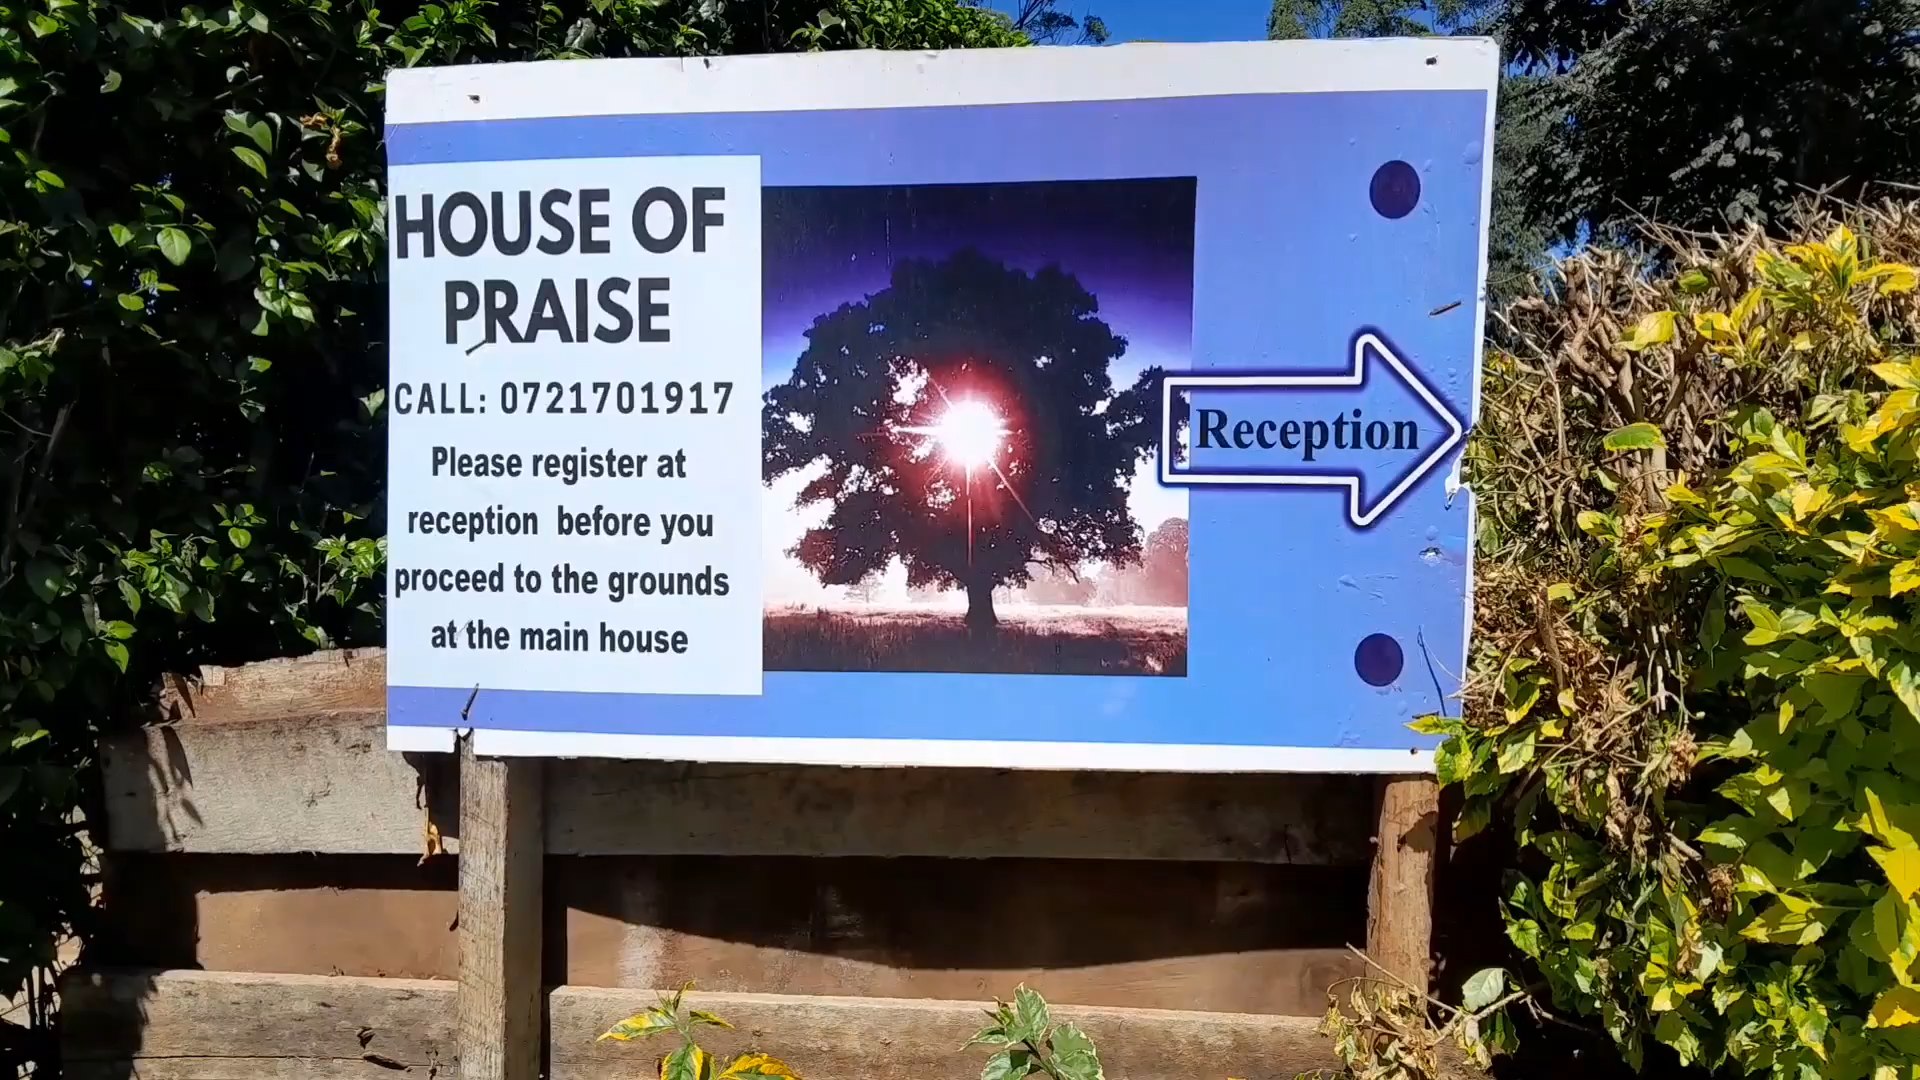 HOUSE OF
PRAISE
CALL: 0721701917
Please register at
reception before you
proceed to the grounds
at the main house
Reception